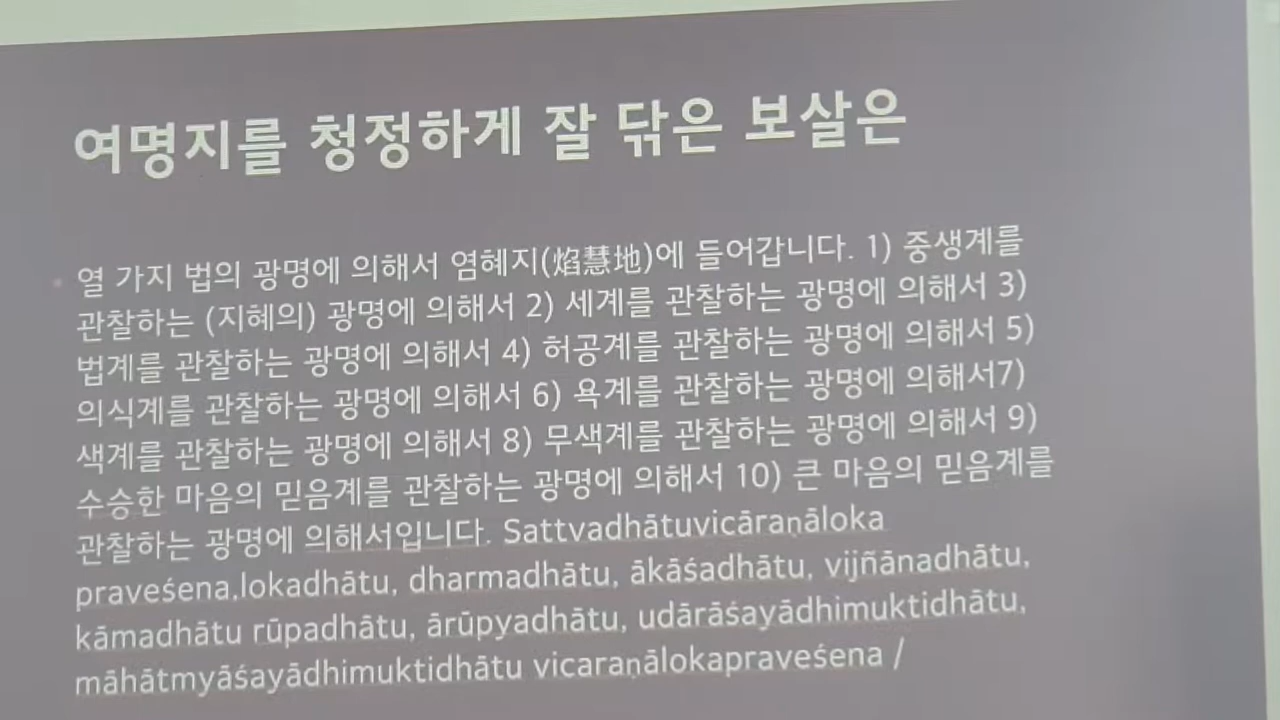 여명지를 청정하게 잘 닦은 보살은
열 가지 법의 광명에 의해서 염혜지(焰慧地)에 들어갑니다. 1) 중생계를
관찰하는 (지혜의) 광명에 의해서 2) 세계를 관찰하는 광명에 의해서 3)
법계를 관찰하는 광명에 의해서 4) 허공계를 관찰하는 광명에 의해서 5)
의식계를 관찰하는 광명에 의해서 6) 욕계를 관찰하는 광명에 의해서7)
색계를 관찰하는 광명에 의해서 8) 무색계를 관찰하는 광명에 의해서 9)
수승한 마음의 믿음계를 관찰하는 광명에 의해서 10) 큰 마음의 믿음계를
관찰하는 광명에 의해서입니다. Sattvadhātuvicāraṇāloka
praveśena,lokadhātu, dharmadhātu, ākāśadhātu, vijñānadhātu,
kāmadhātu rūpadhātu, ārūpyadhātu, udārāśayādhimuktidhātu,
māhātmyāśayādhimuktidhātu vicaraṇālokapraveśena /